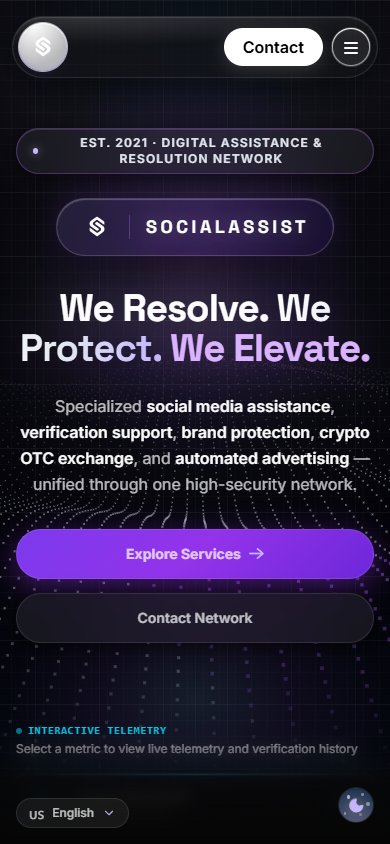 Contact
EST. 2021 · DIGITAL ASSISTANCE &
RESOLUTION NETWORK
SOCIALASSIST
We Resolve. We
Protect. We Elevate.
Specialized social media assistance,
verification support, brand protection, crypto
OTC exchange, and automated advertising —
unified through one high-security network.
Explore Services →
Contact Network
INTERACTIVE TELEMETRY
Select a metric to view live telemetry and verification history
US English